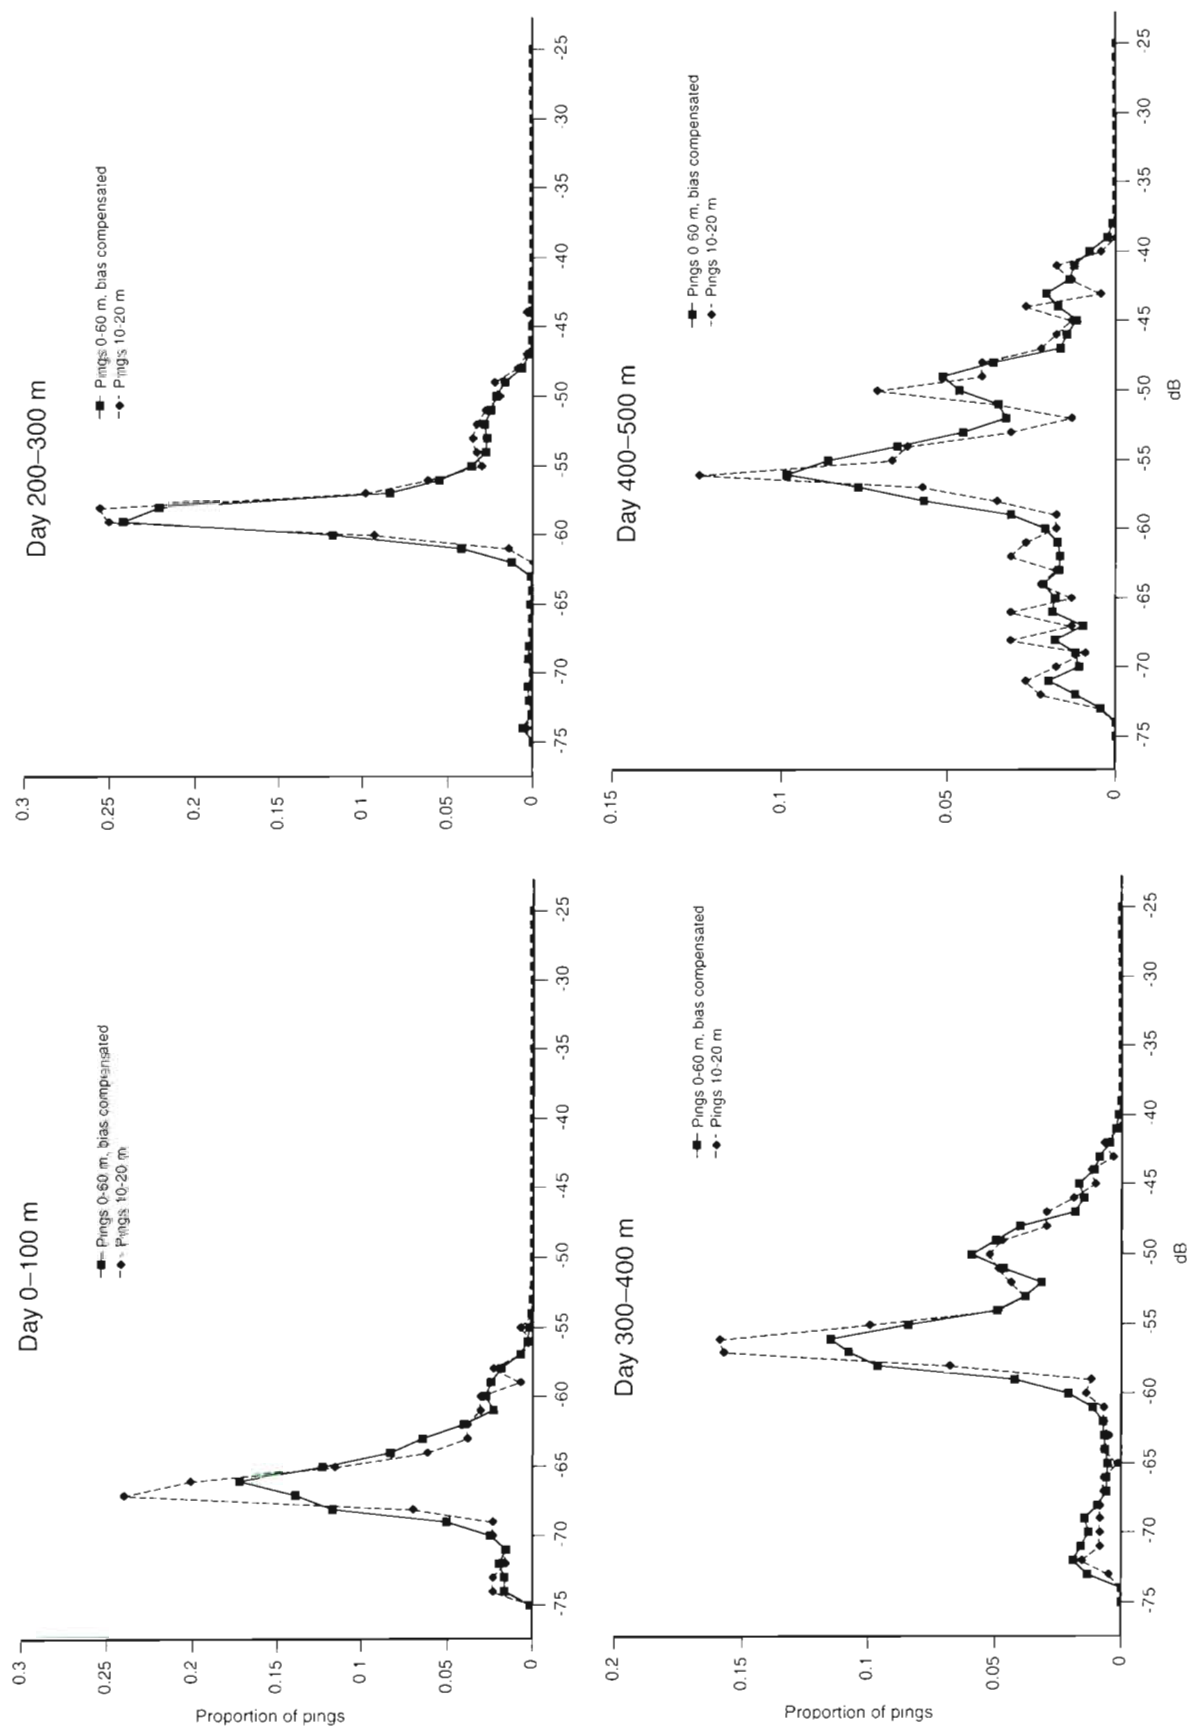 Day 0–100 m
Proportion of pings
0.3
0.25
0.2
0.15
0.1
0.05
0
Pings 0-60 m, bias compensated
Pings 10-20 m
-75 -70 -65 -60 -55 -50 -45 -40 -35 -30 -25
Day 200–300 m
0.3
0.25
0.2
0.15
0.1
0.05
0
Pings 0-60 m, bias compensated
Pings 10-20 m
-75 -70 -65 -60 -55 -50 -45 -40 -35 -30 -25
Day 300–400 m
Proportion of pings
0.2
0.15
0.1
0.05
0
Pings 0-60 m, bias compensated
Pings 10-20 m
-75 -70 -65 -60 -55 -50 -45 -40 -35 -30 -25
dB
Day 400–500 m
0.15
0.1
0.05
0
Pings 0 60 m, bias compensated
Pings 10-20 m
-75 -70 -65 -60 -55 -50 -45 -40 -35 -30 -25
dB